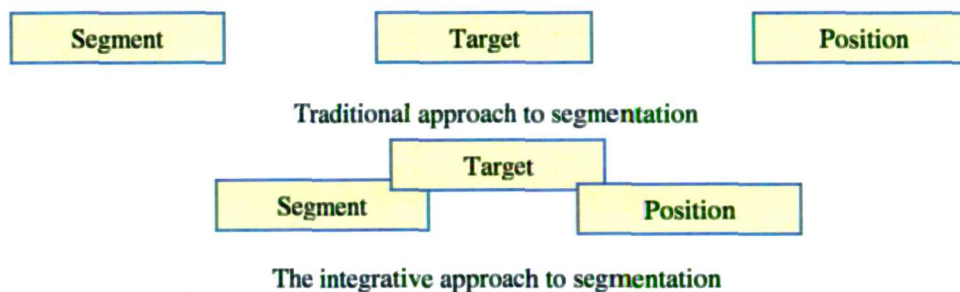 Segment Target Position
Traditional approach to segmentation
Target
Segment Position
The integrative approach to segmentation